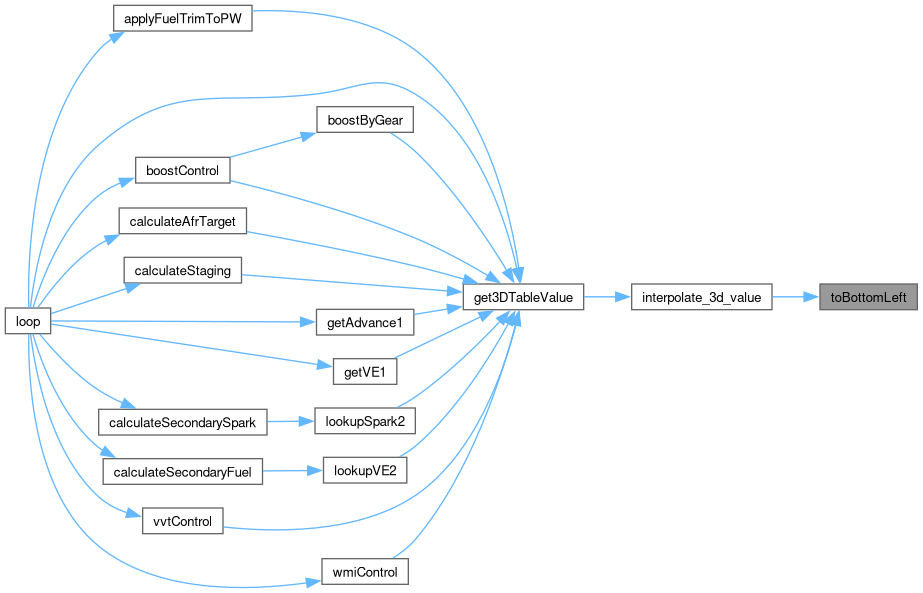 applyFuelTrimToPW
boostByGear
boostControl
calculateAfrTarget
calculateStaging
get3DTableValue
interpolate_3d_value
toBottomLeft
loop
getAdvance1
getVE1
calculateSecondarySpark
lookupSpark2
calculateSecondaryFuel
lookupVE2
vvtControl
wmiControl